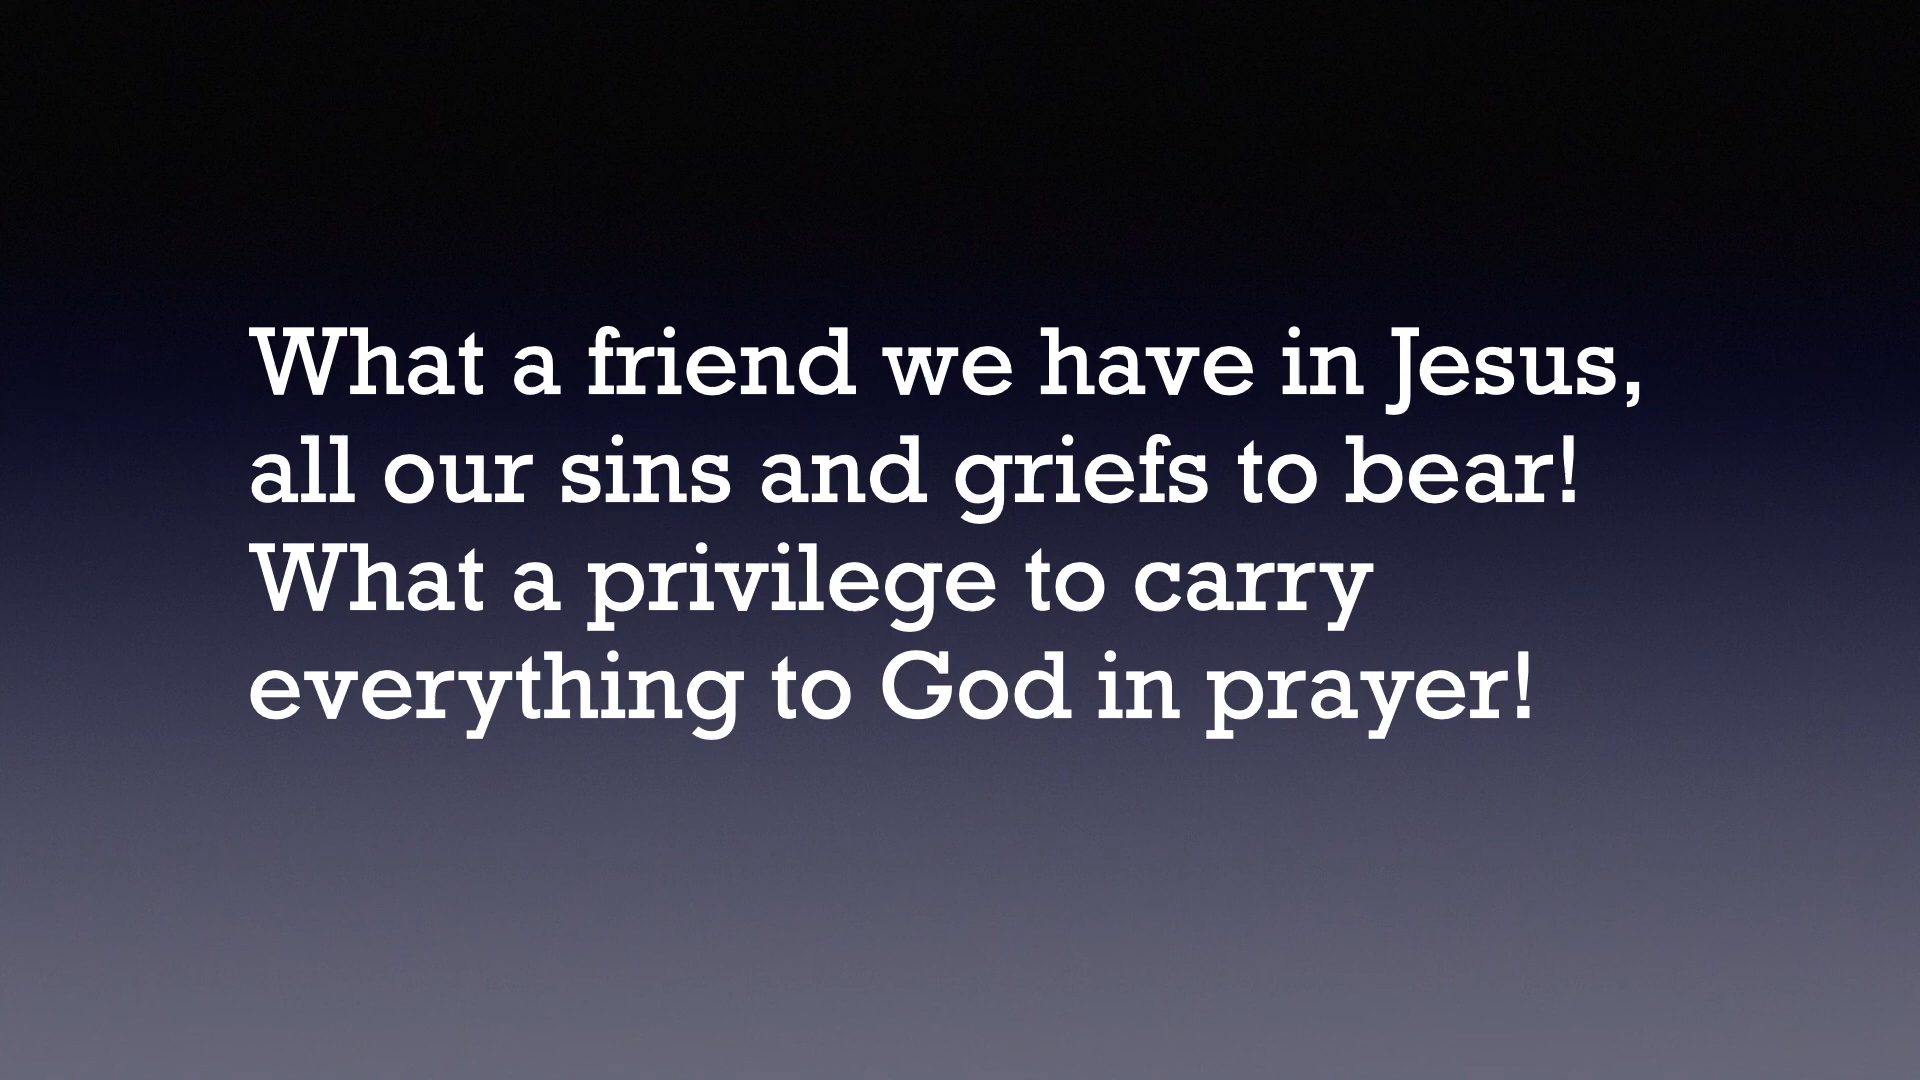 What a friend we have in Jesus,
all our sins and griefs to bear!
What a privilege to carry
everything to God in prayer!